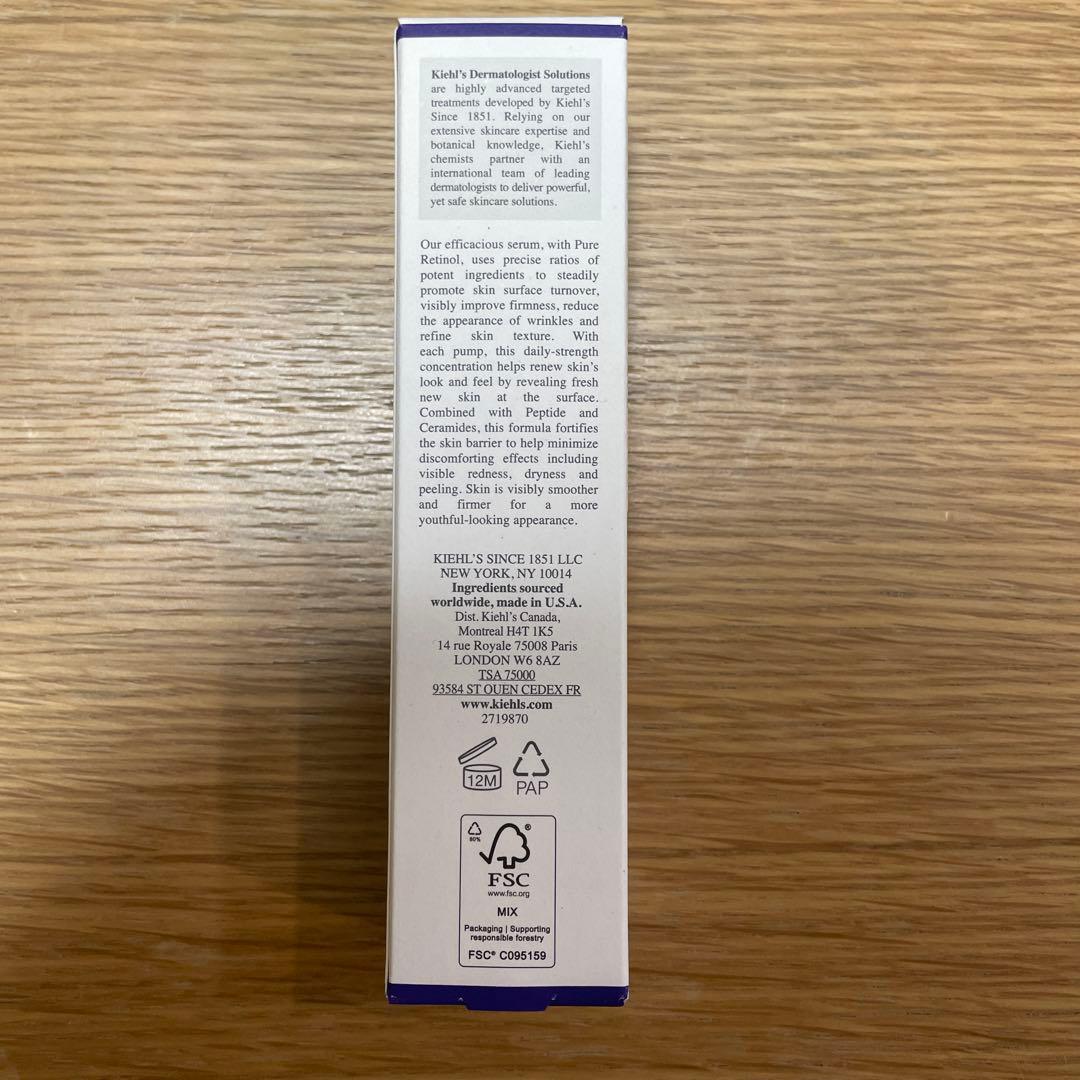 Kiehl's Dermatologist Solutions
are highly advanced targeted
treatments developed by Kiehl's
Since 1851. Relying on our
extensive skincare expertise and
botanical knowledge, Kiehl's
chemists partner with an
international team of leading
dermatologists to deliver powerful,
yet safe skincare solutions.
Our efficacious serum, with Pure
Retinol, uses precise ratios of
potent ingredients to steadily
promote skin surface turnover,
visibly improve firmness, reduce
the appearance of wrinkles and
refine skin texture. With
each pump, this daily-strength
concentration helps renew skin's
look and feel by revealing fresh
new skin at the surface.
Combined with Peptide and
Ceramides, this formula fortifies
the skin barrier to help minimize
discomforting effects including
visible redness, dryness and
peeling. Skin is visibly smoother
and firmer for a more
youthful-looking appearance.
KIEHL'S SINCE 1851 LLC
NEW YORK, NY 10014
Ingredients sourced
worldwide, made in U.S.A.
Dist. Kiehl's Canada,
Montreal H4T 1K5
14 rue Royale 75008 Paris
LONDON W6 8AZ
TSA 75000
93584 ST OUEN CEDEX FR
www.kiehls.com
2719870
12M
PAP
80%
®
FSC
www.fsc.org
MIX
Packaging | Supporting
responsible forestry
FSC® C095159